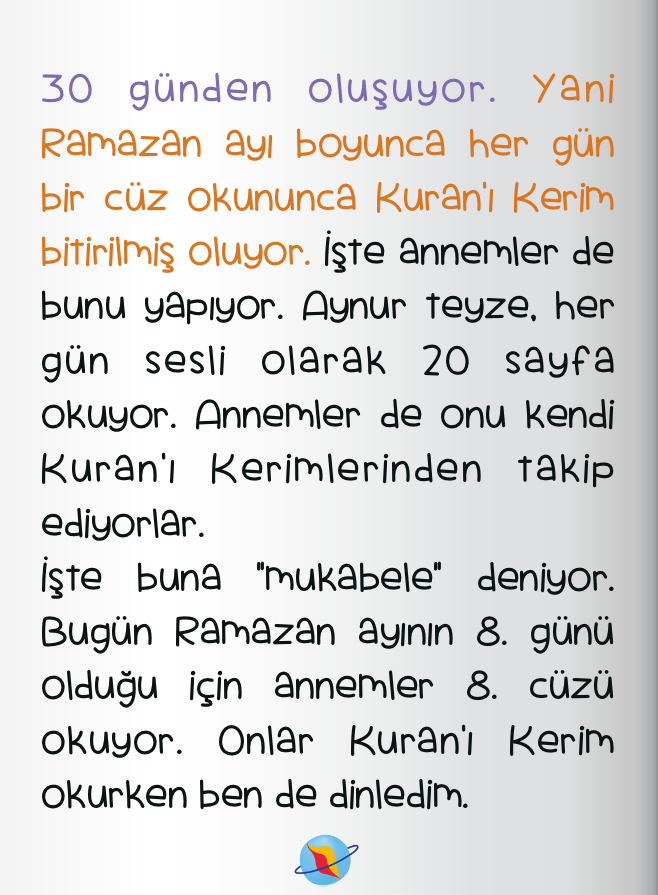 30 günden oluşuyor. Yani
Ramazan ayı boyunca her gün
bir cüz okununca Kuran'ı Kerim
bitirilmiş oluyor. İşte annemler de
bunu yapıyor. Aynur teyze, her
gün sesli olarak 20 sayfa
okuyor. Annemler de onu kendi
Kuran'ı Kerimlerinden takip
ediyorlar.
İşte buna "mukabele" deniyor.
Bugün Ramazan ayının 8. günü
olduğu için annemler 8. cüzü
okuyor. Onlar Kuran'ı Kerim
okurken ben de dinledim.